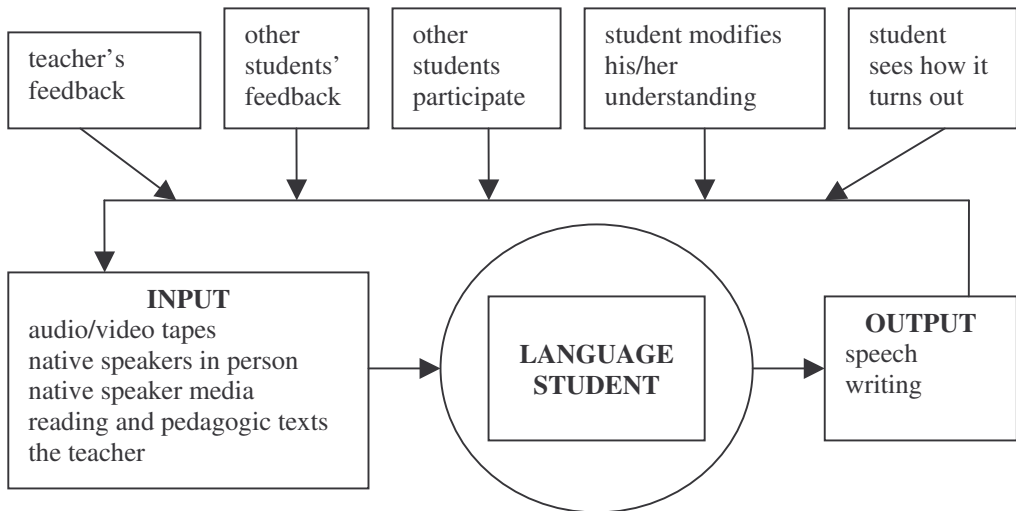 teacher’s
feedback
other
students’
feedback
other
students
participate
student modifies
his/her
understanding
student
sees how it
turns out
INPUT
audio/video tapes
native speakers in person
native speaker media
reading and pedagogic texts
the teacher
LANGUAGE
STUDENT
OUTPUT
speech
writing